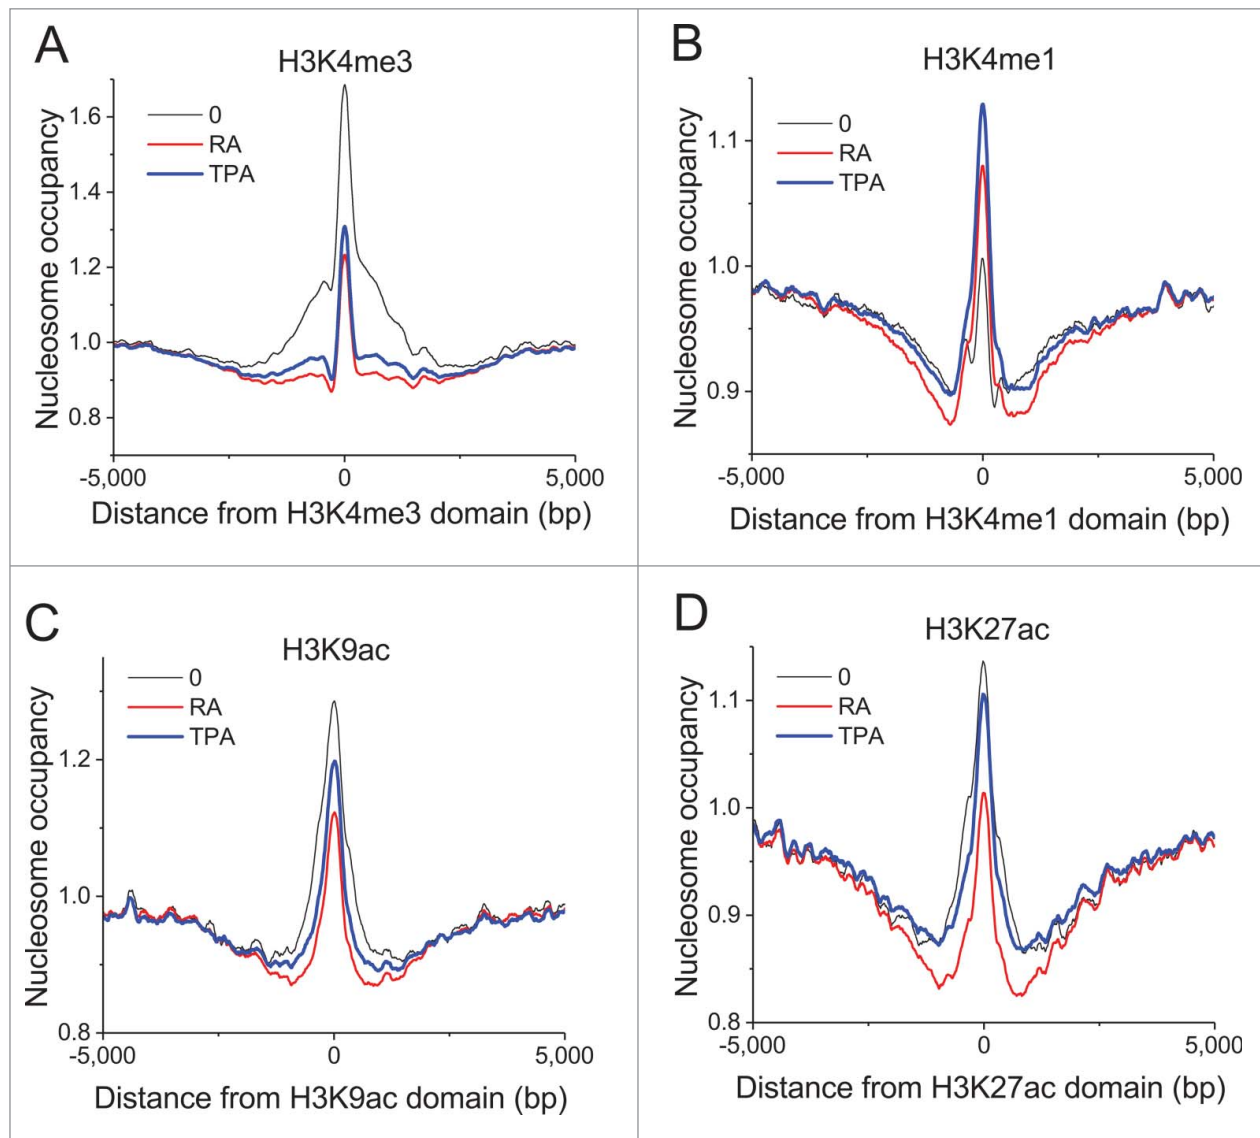 A
H3K4me3
0
RA
TPA
Nucleosome occupancy
1.6
1.4
1.2
1.0
0.8
-5,000
0
5,000
Distance from H3K4me3 domain (bp)
B
H3K4me1
0
RA
TPA
Nucleosome occupancy
1.1
1.0
0.9
-5,000
0
5,000
Distance from H3K4me1 domain (bp)
C
H3K9ac
0
RA
TPA
Nucleosome occupancy
1.2
1.0
0.8
-5,000
0
5,000
Distance from H3K9ac domain (bp)
D
H3K27ac
0
RA
TPA
Nucleosome occupancy
1.1
1.0
0.9
0.8
-5,000
0
5,000
Distance from H3K27ac domain (bp)